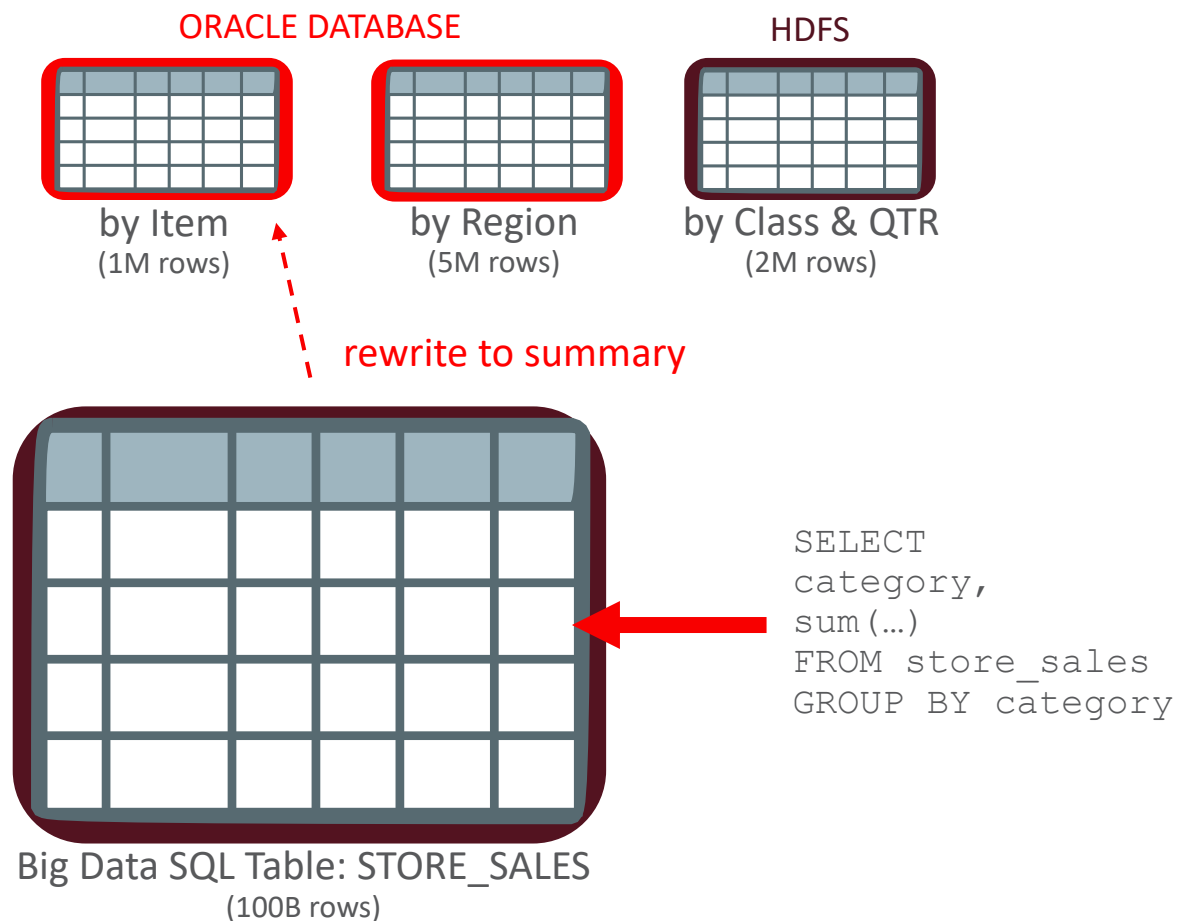 ORACLE DATABASE
HDFS
by Item
(1M rows)
by Region
(5M rows)
by Class & QTR
(2M rows)
rewrite to summary
SELECT
category,
sum(…)
FROM store_sales
GROUP BY category
Big Data SQL Table: STORE_SALES
(100B rows)